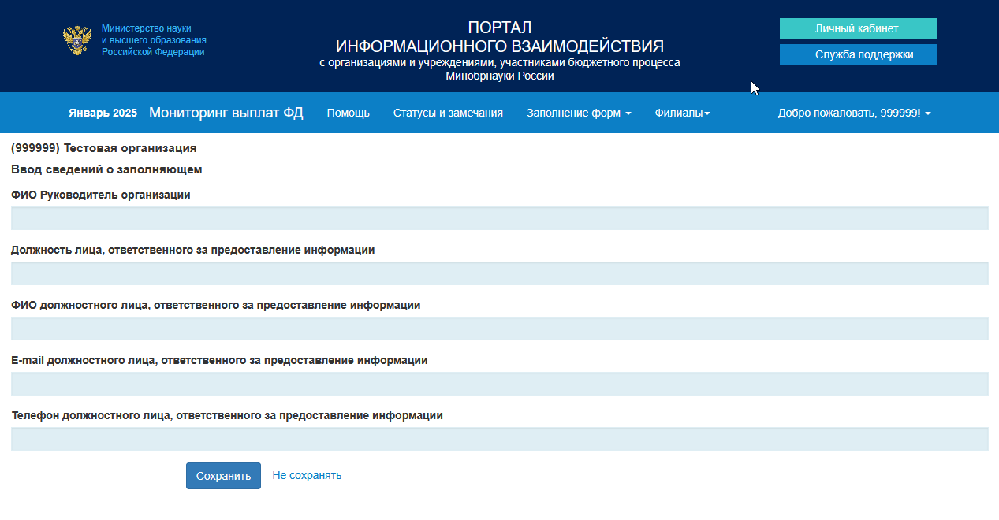 Министерство науки
и высшего образования
Российской Федерации
ПОРТАЛ
ИНФОРМАЦИОННОГО ВЗАИМОДЕЙСТВИЯ
с организациями и учреждениями, участниками бюджетного процесса
Минобрнауки России
Личный кабинет
Служба поддержки
Январь 2025 Мониторинг выплат ФД Помощь Статусы и замечания Заполнение форм Филиалы Добро пожаловать, 999999!
(999999) Тестовая организация
Ввод сведений о заполняющем
ФИО Руководитель организации
Должность лица, ответственного за предоставление информации
ФИО должностного лица, ответственного за предоставление информации
E-mail должностного лица, ответственного за предоставление информации
Телефон должностного лица, ответственного за предоставление информации
Сохранить Не сохранять